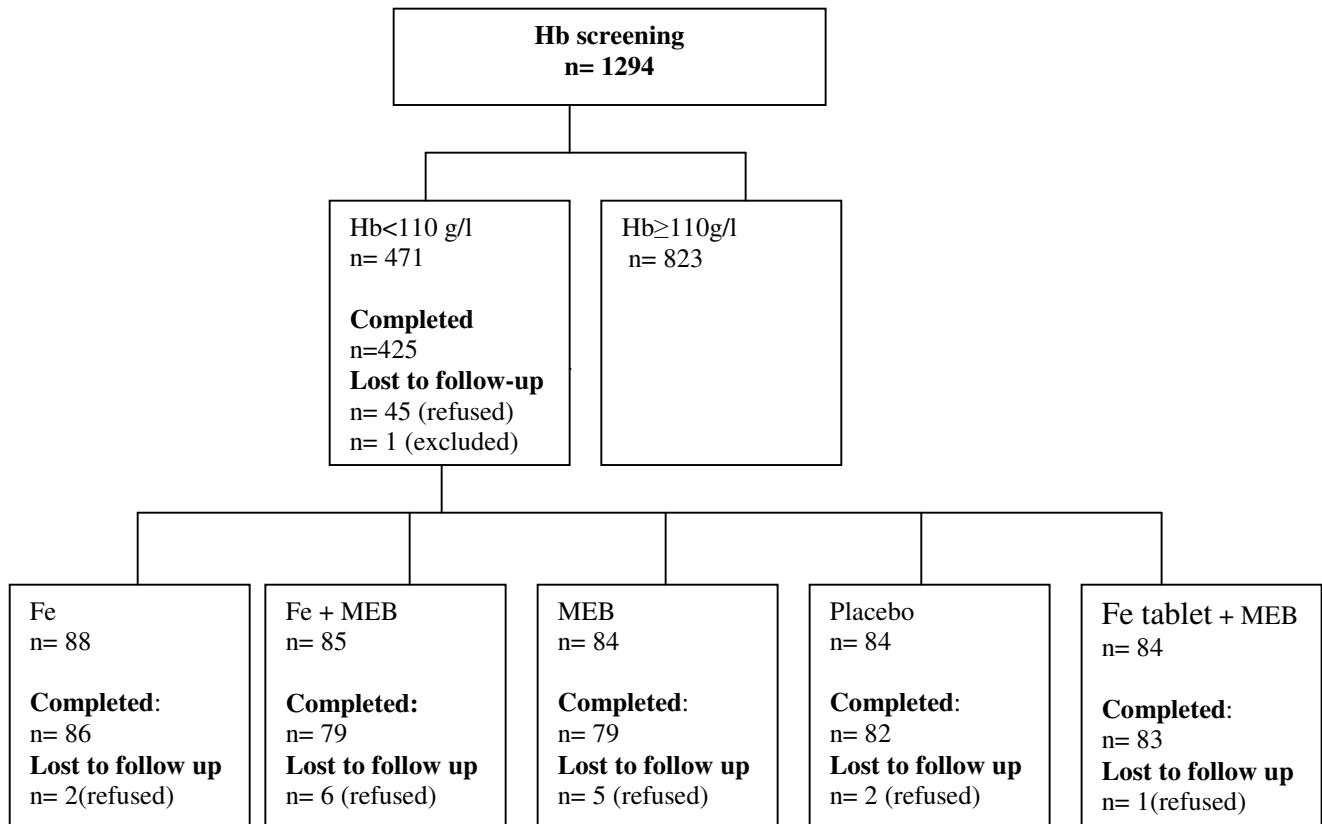 Hb screening
n= 1294
Hb<110 g/l
n= 471
Completed
n=425
Lost to follow-up
n= 45 (refused)
n= 1 (excluded)
Hb≥110g/l
n= 823
Fe
n= 88
Completed:
n= 86
Lost to follow up
n= 2(refused)
Fe + MEB
n= 85
Completed:
n= 79
Lost to follow up
n= 6 (refused)
MEB
n= 84
Completed:
n= 79
Lost to follow up
n= 5 (refused)
Placebo
n= 84
Completed:
n= 82
Lost to follow up
n= 2 (refused)
Fe tablet + MEB
n= 84
Completed:
n= 83
Lost to follow up
n= 1(refused)